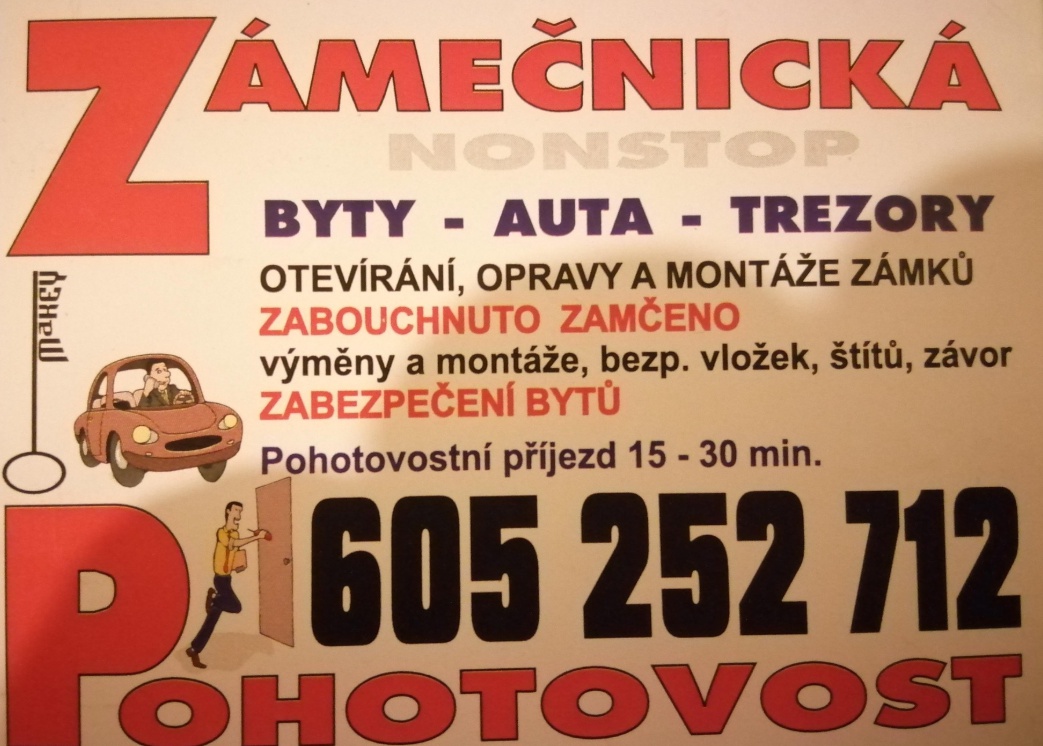 ZÁMEČNICKÁ
NONSTOP
BYTY - AUTA - TREZORY
OTEVÍRÁNÍ, OPRAVY A MONTÁŽE ZÁMKŮ
ZABOUCHNUTO ZAMČENO
výměny a montáže, bezp. vložek, štítů, závor
ZABEZPEČENÍ BYTŮ
Pohotovostní příjezd 15 - 30 min.
605 252 712
POHOTOVOST